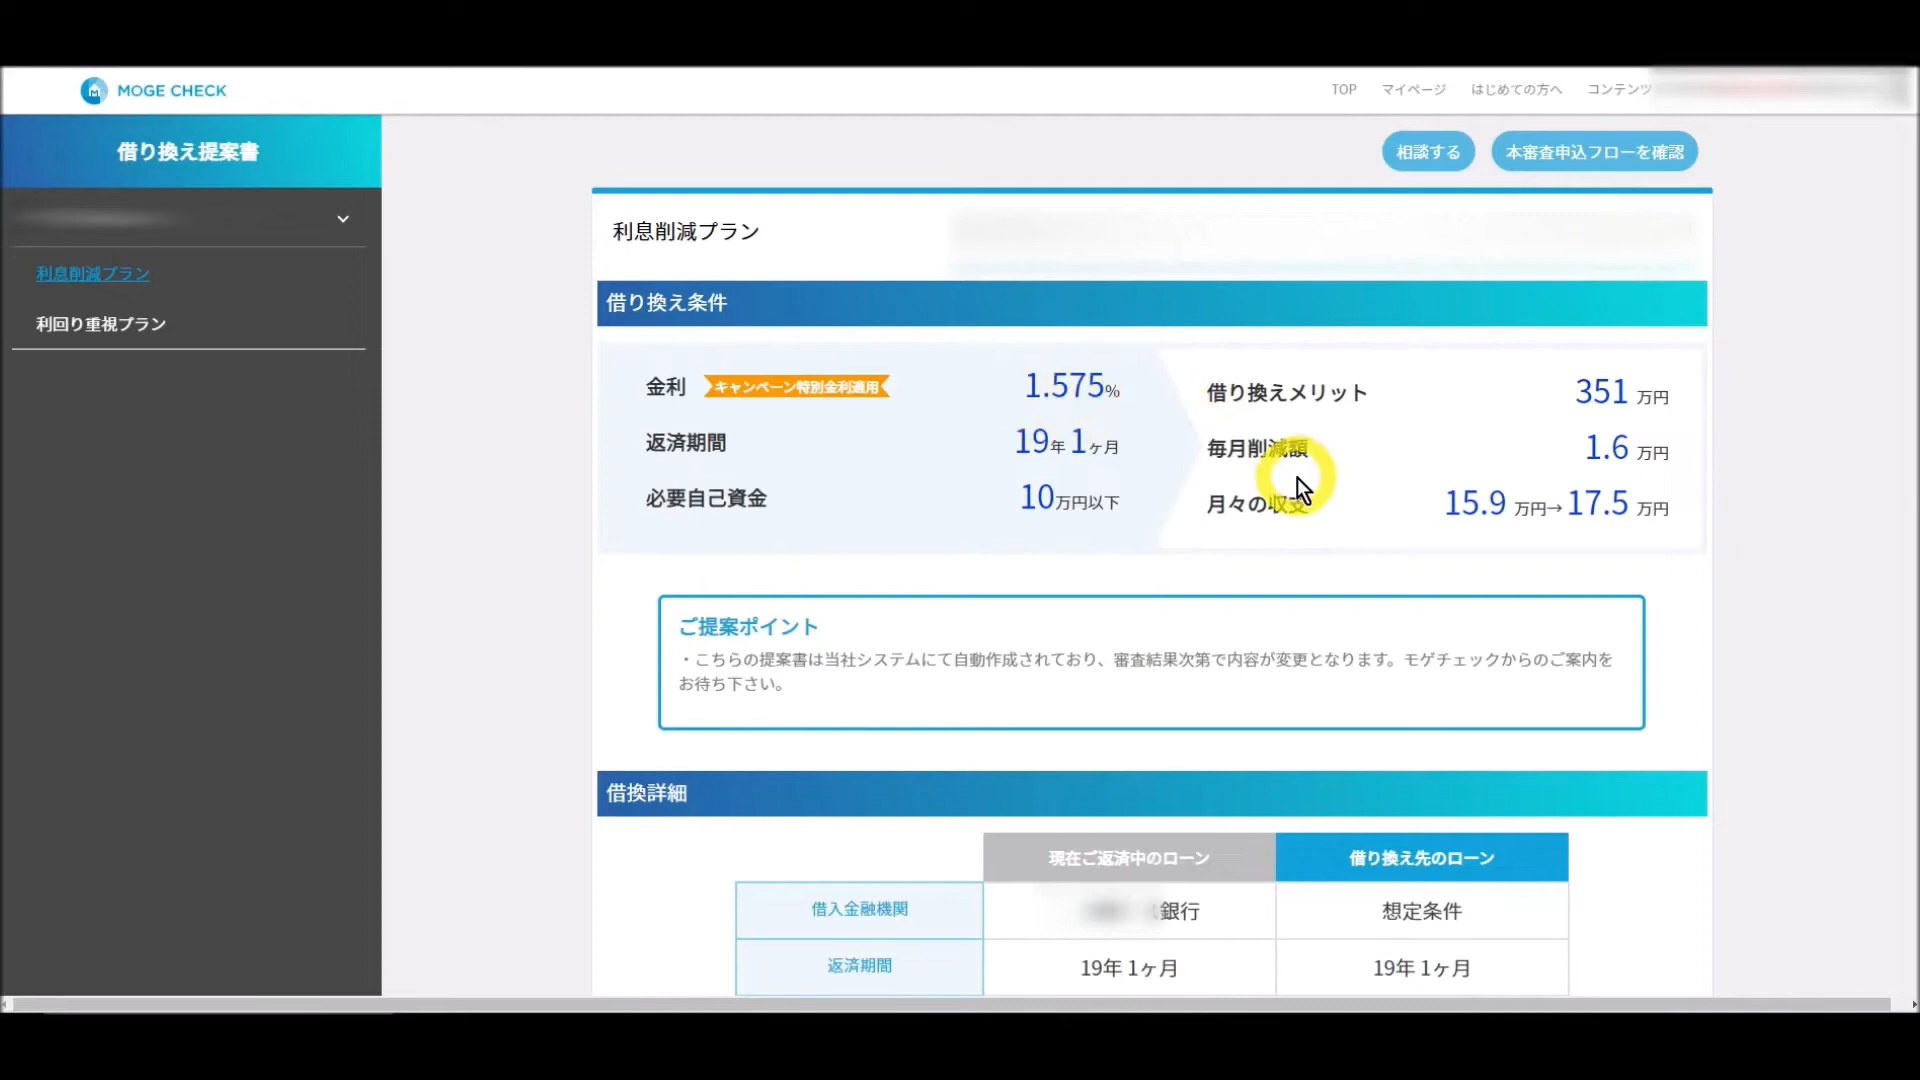 MOGE CHECK
TOP マイページ はじめての方へ コンテンツ
借り換え提案書
相談する 本審査申込フローを確認
利息削減プラン
利回り重視プラン
利息削減プラン
借り換え条件
金利 キャンペーン特別金利適用 1.575%
返済期間 19年1ヶ月
必要自己資金 10万円以下
借り換えメリット 351 万円
毎月削減額 1.6 万円
月々の収支 15.9 万円→17.5 万円
ご提案ポイント
・こちらの提案書は当社システムにて自動作成されており、審査結果次第で内容が変更となります。モゲチェックからのご案内を
お待ち下さい。
借換詳細
現在ご返済中のローン 借り換え先のローン
借入金融機関 銀行 想定条件
返済期間 19年 1ヶ月 19年 1ヶ月